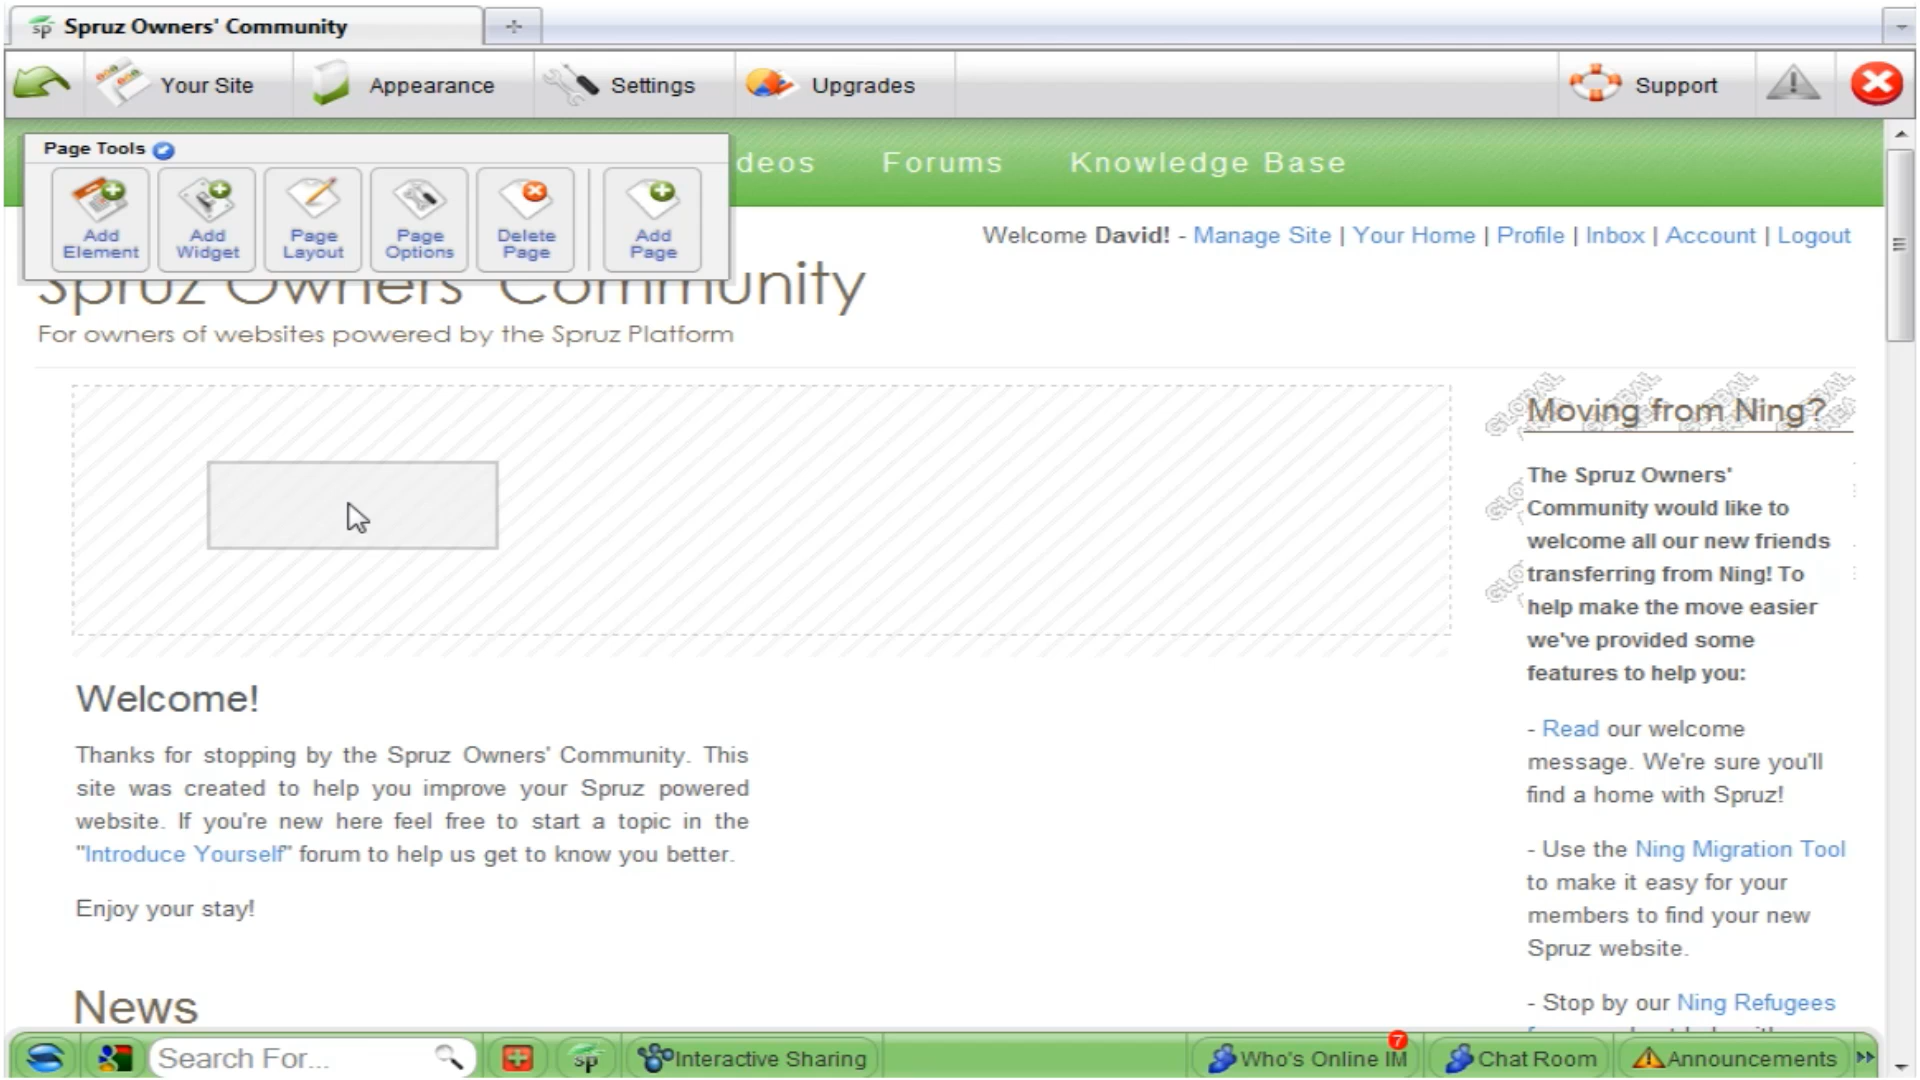 Spruz Owners' Community
Your Site
Appearance
Settings
Upgrades
Support
Page Tools
Add Element
Add Widget
Page Layout
Page Options
Delete Page
Add Page
deos
Forums
Knowledge Base
Welcome David! - Manage Site | Your Home | Profile | Inbox | Account | Logout
Spruz Owners' Community
For owners of websites powered by the Spruz Platform
Moving from Ning?
The Spruz Owners'
Community would like to
welcome all our new friends
transferring from Ning! To
help make the move easier
we've provided some
features to help you:
- Read our welcome
message. We're sure you'll
find a home with Spruz!
- Use the Ning Migration Tool
to make it easy for your
members to find your new
Spruz website.
- Stop by our Ning Refugees
Welcome!
Thanks for stopping by the Spruz Owners' Community. This
site was created to help you improve your Spruz powered
website. If you're new here feel free to start a topic in the
"Introduce Yourself" forum to help us get to know you better.
Enjoy your stay!
News
Search For...
sp
Interactive Sharing
Who's Online IM
7
Chat Room
Announcements